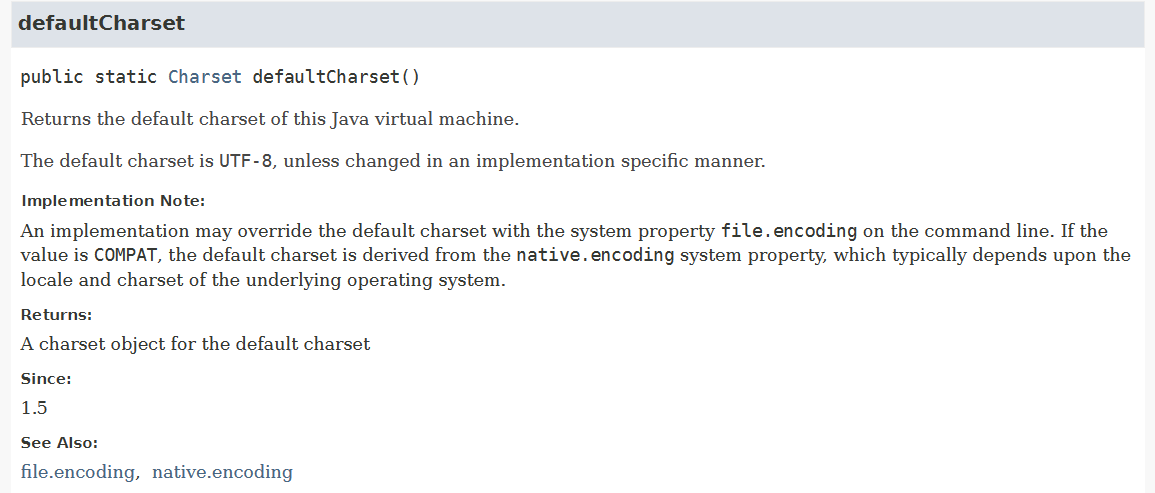 defaultCharset
public static Charset defaultCharset()
Returns the default charset of this Java virtual machine.
The default charset is UTF-8, unless changed in an implementation specific manner.
Implementation Note:
An implementation may override the default charset with the system property file.encoding on the command line. If the
value is COMPAT, the default charset is derived from the native.encoding system property, which typically depends upon the
locale and charset of the underlying operating system.
Returns:
A charset object for the default charset
Since:
1.5
See Also:
file.encoding, native.encoding